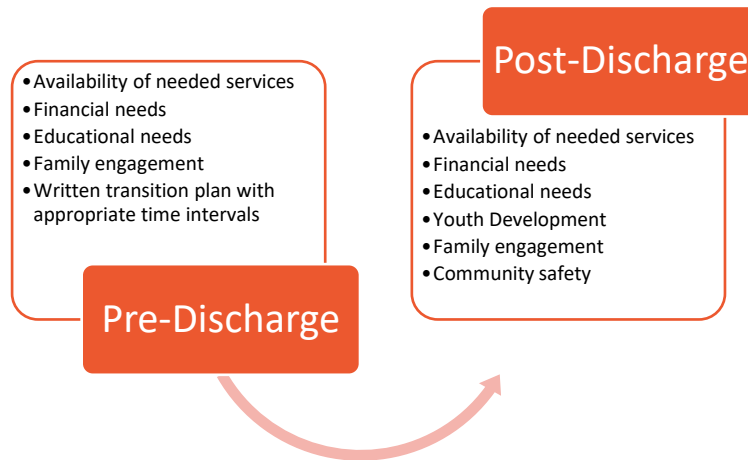 •Availability of needed services
•Financial needs
•Educational needs
•Family engagement
•Written transition plan with
appropriate time intervals
Pre-Discharge
Post-Discharge
•Availability of needed services
•Financial needs
•Educational needs
•Youth Development
•Family engagement
•Community safety